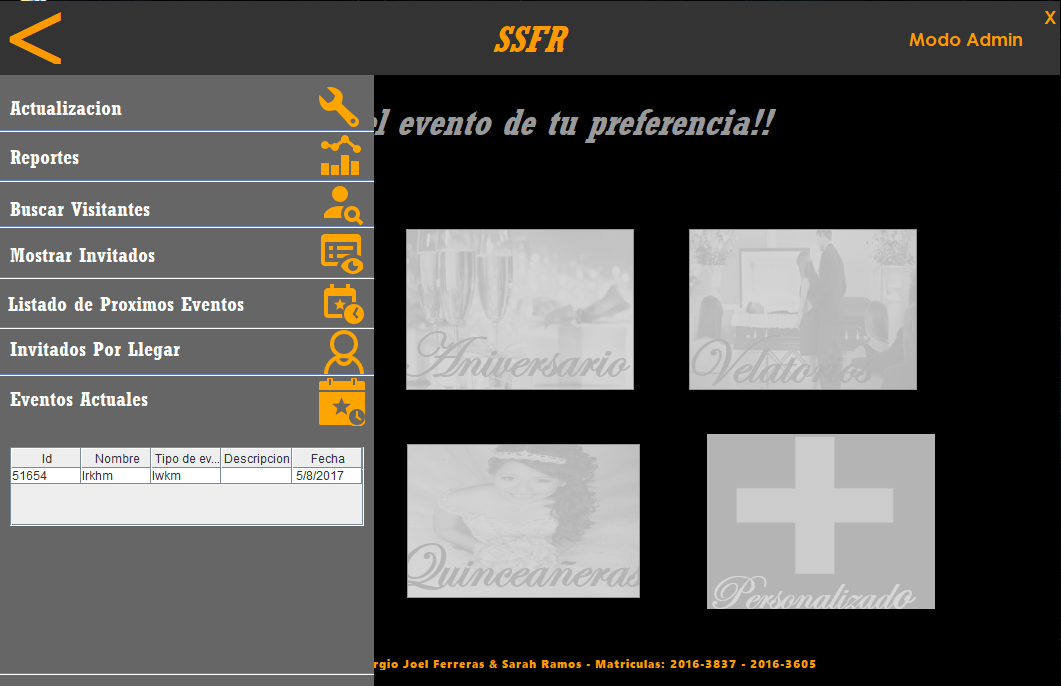 <
SSFR
X
Modo Admin
Actualizacion
el evento de tu preferencia!!
Reportes
Buscar Visitantes
Mostrar Invitados
Listado de Proximos Eventos
Invitados Por Llegar
Eventos Actuales
Id Nombre Tipo de ev... Descripcion Fecha
51654 lrkhm lwkm 5/8/2017
Aniversario
Velatorios
Quinceañeras
Personalizado
rgio Joel Ferreras & Sarah Ramos - Matriculas: 2016-3837 - 2016-3605